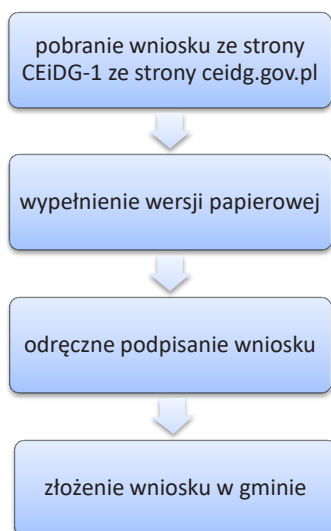 pobranie wniosku ze strony
CEiDG-1 ze strony ceidg.gov.pl
wypełnienie wersji papierowej
odręczne podpisanie wniosku
złożenie wniosku w gminie